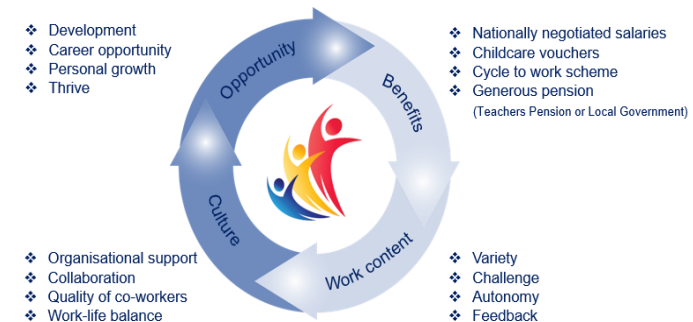 ❖ Development
❖ Career opportunity
❖ Personal growth
❖ Thrive
❖ Nationally negotiated salaries
❖ Childcare vouchers
❖ Cycle to work scheme
❖ Generous pension
(Teachers Pension or Local Government)
Opportunity
Benefits
Culture
Work content
❖ Organisational support
❖ Collaboration
❖ Quality of co-workers
❖ Work-life balance
❖ Variety
❖ Challenge
❖ Autonomy
❖ Feedback